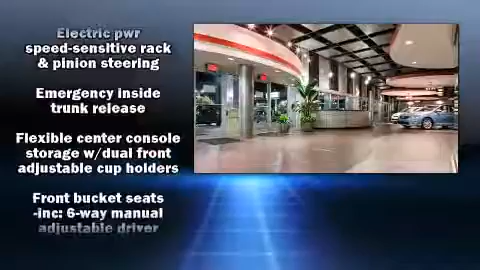 Electric pwr
speed-sensitive rack
& pinion steering
Emergency inside
trunk release
Flexible center console
storage w/dual front
adjustable cup holders
Front bucket seats
-inc: 6-way manual
adjustable driver